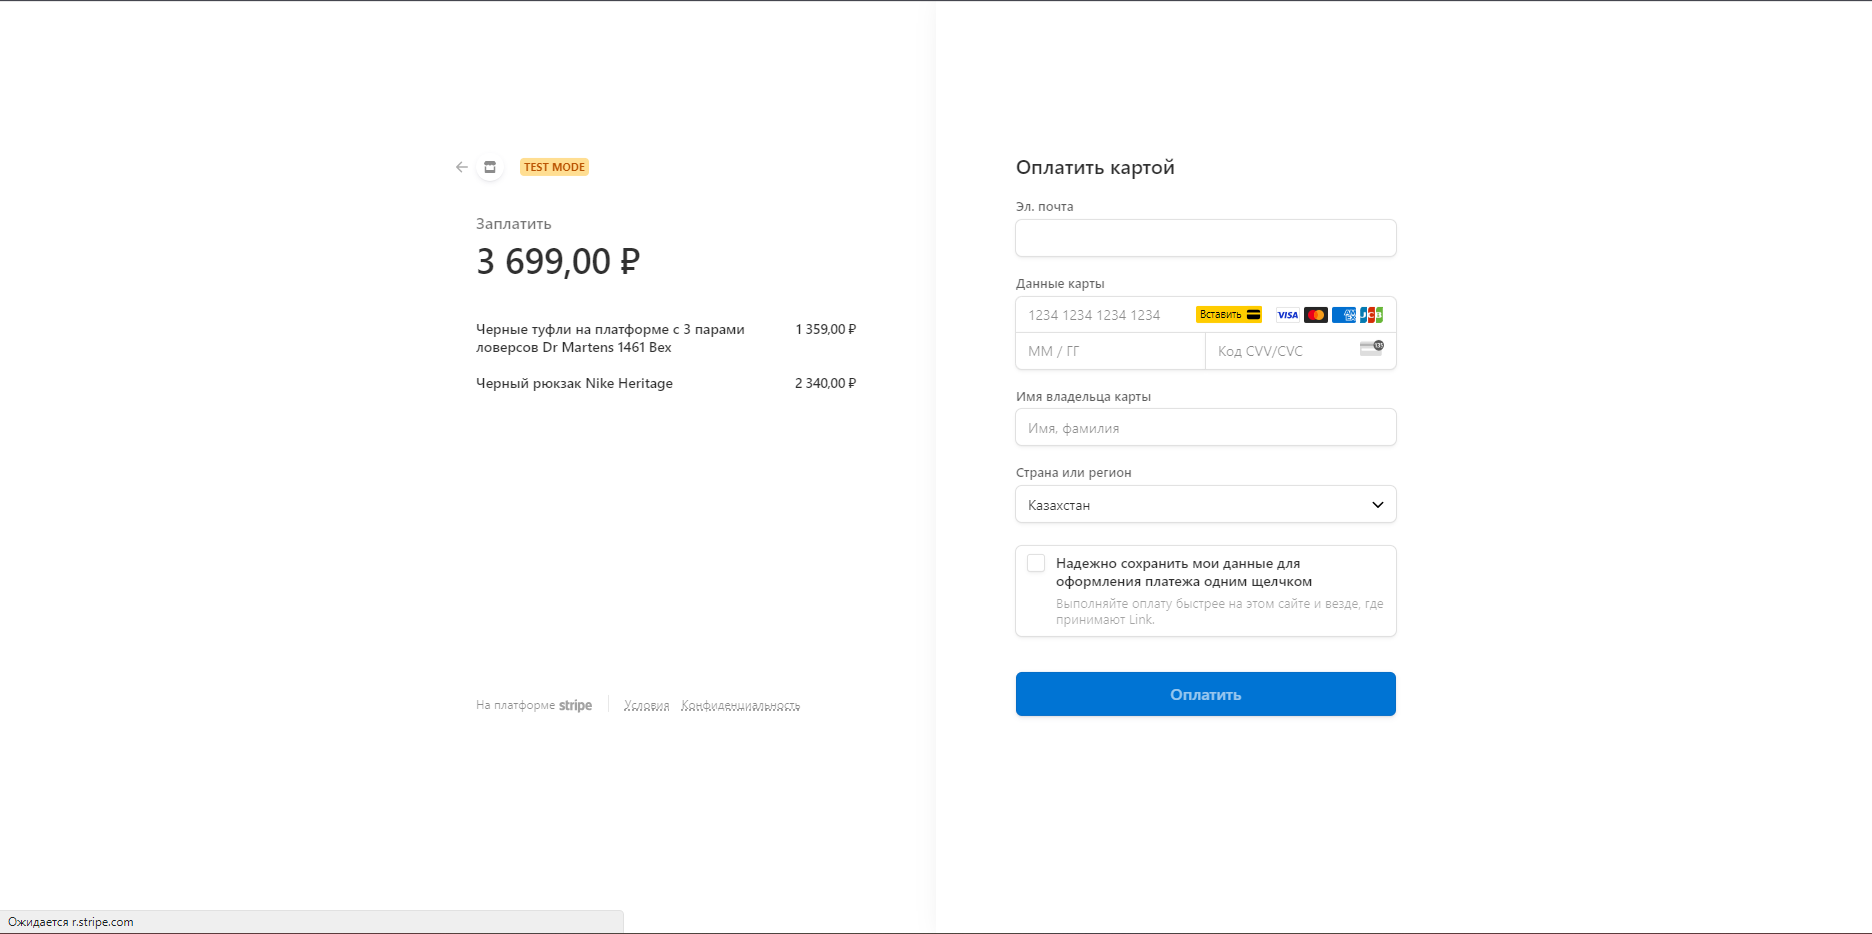 TEST MODE
Заплатить
3 699,00 ₽
Черные туфли на платформе с 3 парами 1 359,00 ₽
ловерсов Dr Martens 1461 Bex
Черный рюкзак Nike Heritage 2 340,00 ₽
На платформе stripe Условия Конфиденциальность
Оплатить картой
Эл. почта
Данные карты
1234 1234 1234 1234 Вставить VISA AMEX JCB
ММ / ГГ Код CVV/CVC 135
Имя владельца карты
Имя, фамилия
Страна или регион
Казахстан
Надежно сохранить мои данные для
оформления платежа одним щелчком
Выполняйте оплату быстрее на этом сайте и везде, где
принимают Link.
Оплатить
Ожидается r.stripe.com